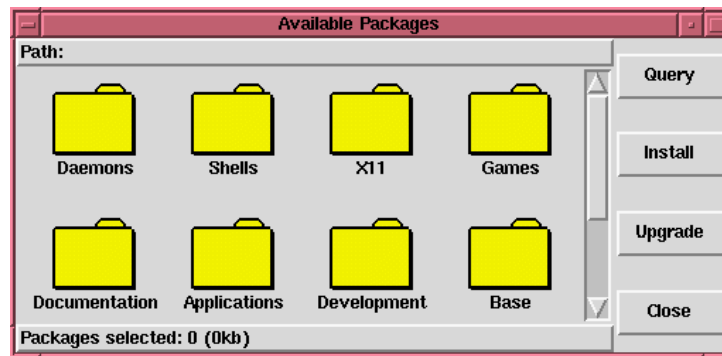 Available Packages
Path:
Daemons Shells X11 Games
Documentation Applications Development Base
Packages selected: 0 (0kb)
Query
Install
Upgrade
Close